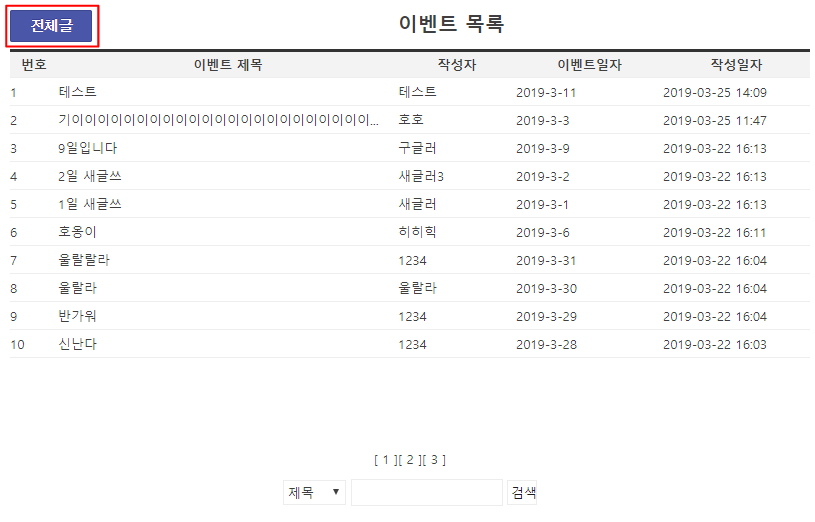 전체글
이벤트 목록
번호 이벤트 제목 작성자 이벤트일자 작성일자
1 테스트 테스트 2019-3-11 2019-03-25 14:09
2 기이이이이이이이이이이이이이이이이이이이이이이이... 호호 2019-3-3 2019-03-25 11:47
3 9일입니다 구글러 2019-3-9 2019-03-22 16:13
4 2일 새글쓰 새글러3 2019-3-2 2019-03-22 16:13
5 1일 새글쓰 새글러 2019-3-1 2019-03-22 16:13
6 호옹이 히히힉 2019-3-6 2019-03-22 16:11
7 울랄랄라 1234 2019-3-31 2019-03-22 16:04
8 울랄라 울랄라 2019-3-30 2019-03-22 16:04
9 반가워 1234 2019-3-29 2019-03-22 16:04
10 신난다 1234 2019-3-28 2019-03-22 16:03
[ 1 ][ 2 ][ 3 ]
제목 ▼ 검색